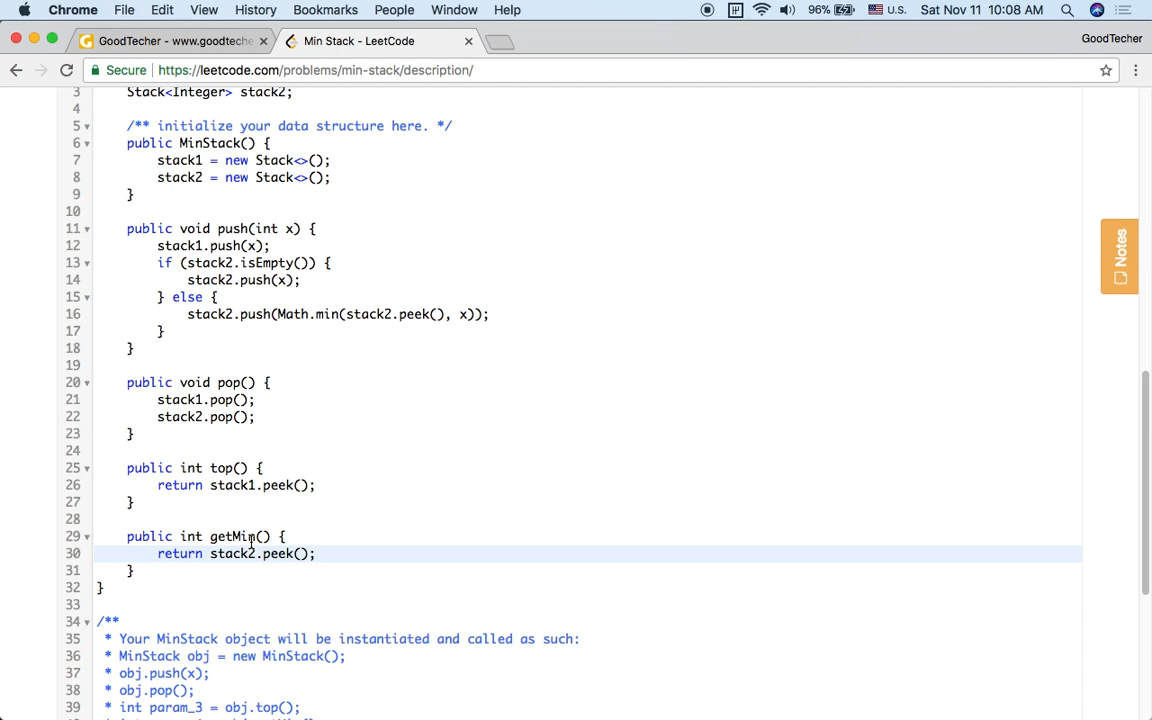 Chrome File Edit View History Bookmarks People Window Help 96% U.S. Sat Nov 11 10:08 AM
GoodTecher - www.goodteche × Min Stack - LeetCode × GoodTecher
Secure https://leetcode.com/problems/min-stack/description/
3 Stack<Integer> stack2;
4
5 /** initialize your data structure here. */
6 public MinStack() {
7 stack1 = new Stack<>();
8 stack2 = new Stack<>();
9 }
10
11 public void push(int x) {
12 stack1.push(x);
13 if (stack2.isEmpty()) {
14 stack2.push(x);
15 } else {
16 stack2.push(Math.min(stack2.peek(), x));
17 }
18 }
19
20 public void pop() {
21 stack1.pop();
22 stack2.pop();
23 }
24
25 public int top() {
26 return stack1.peek();
27 }
28
29 public int getMin() {
30 return stack2.peek();
31 }
32 }
33
34 /**
35 * Your MinStack object will be instantiated and called as such:
36 * MinStack obj = new MinStack();
37 * obj.push(x);
38 * obj.pop();
39 * int param_3 = obj.top();
Notes